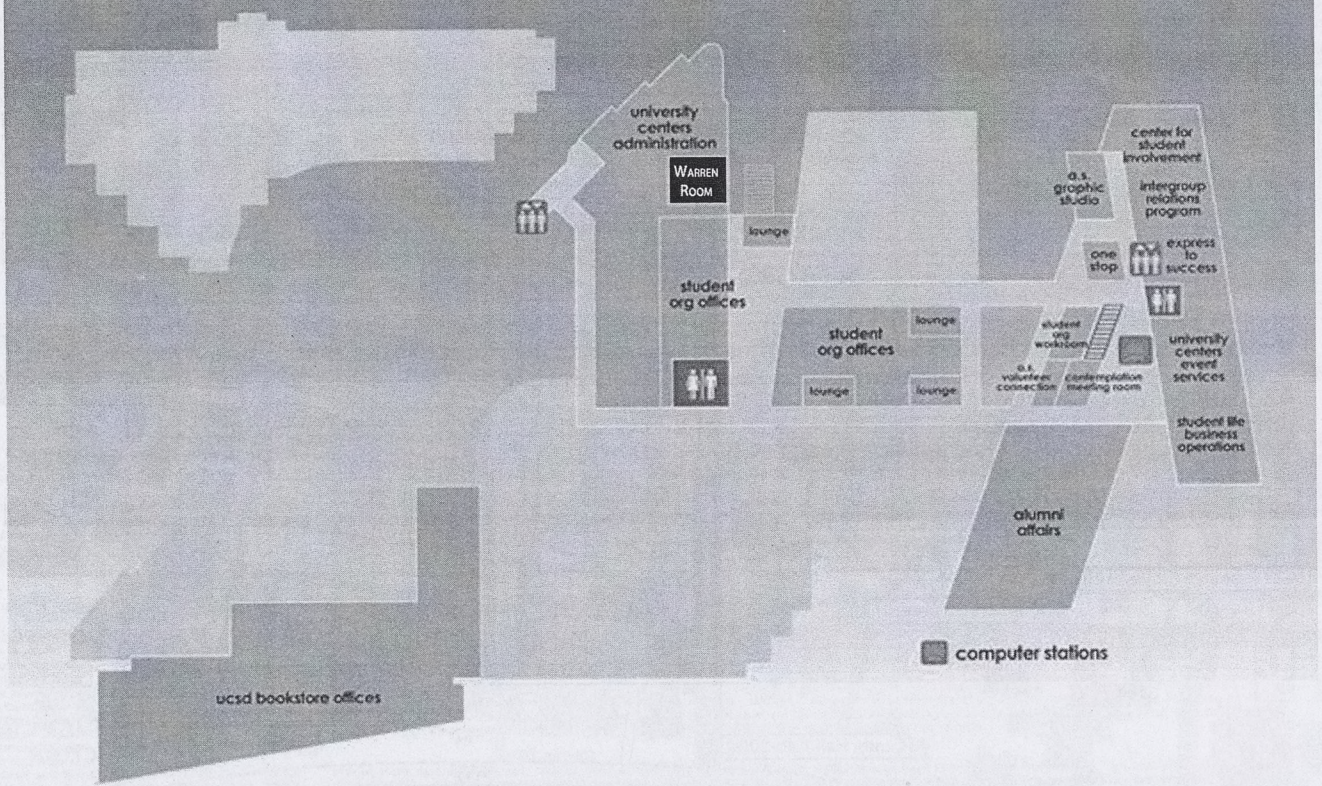 university
centers
administration
WARREN
ROOM
lounge
student
org offices
student
org offices
lounge
lounge
lounge
center for
student
involvement
a.s.
graphic
studio
intergroup
relations
program
one
stop
express
to
success
student
org
workroom
a.s.
volunteer
connection
contemplation
meeting room
university
centers
event
services
student life
business
operations
alumni
affairs
computer stations
ucsd bookstore offices